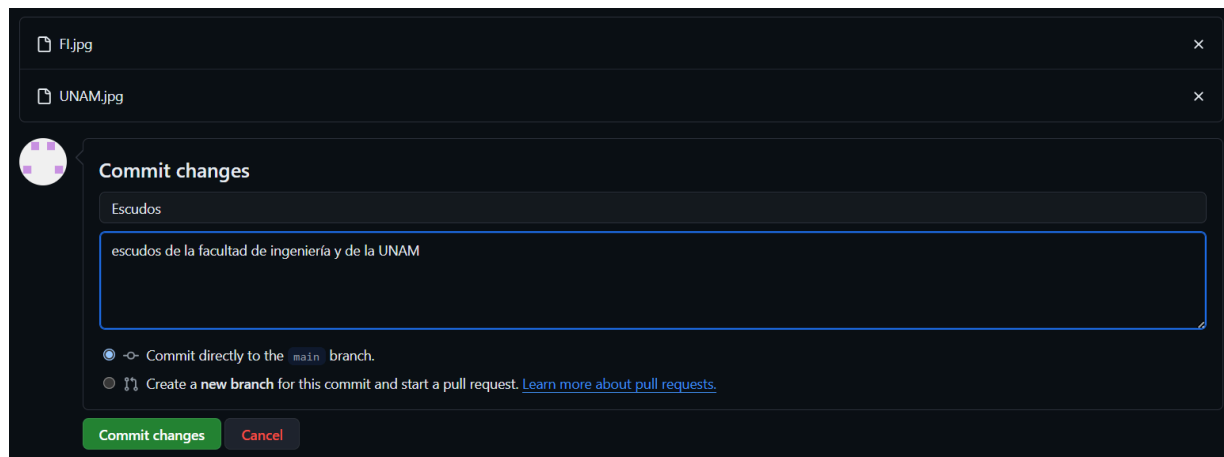 FI.jpg
UNAM.jpg
Commit changes
Escudos
escudos de la facultad de ingeniería y de la UNAM
Commit directly to the main branch.
Create a new branch for this commit and start a pull request. Learn more about pull requests.
Commit changes
Cancel